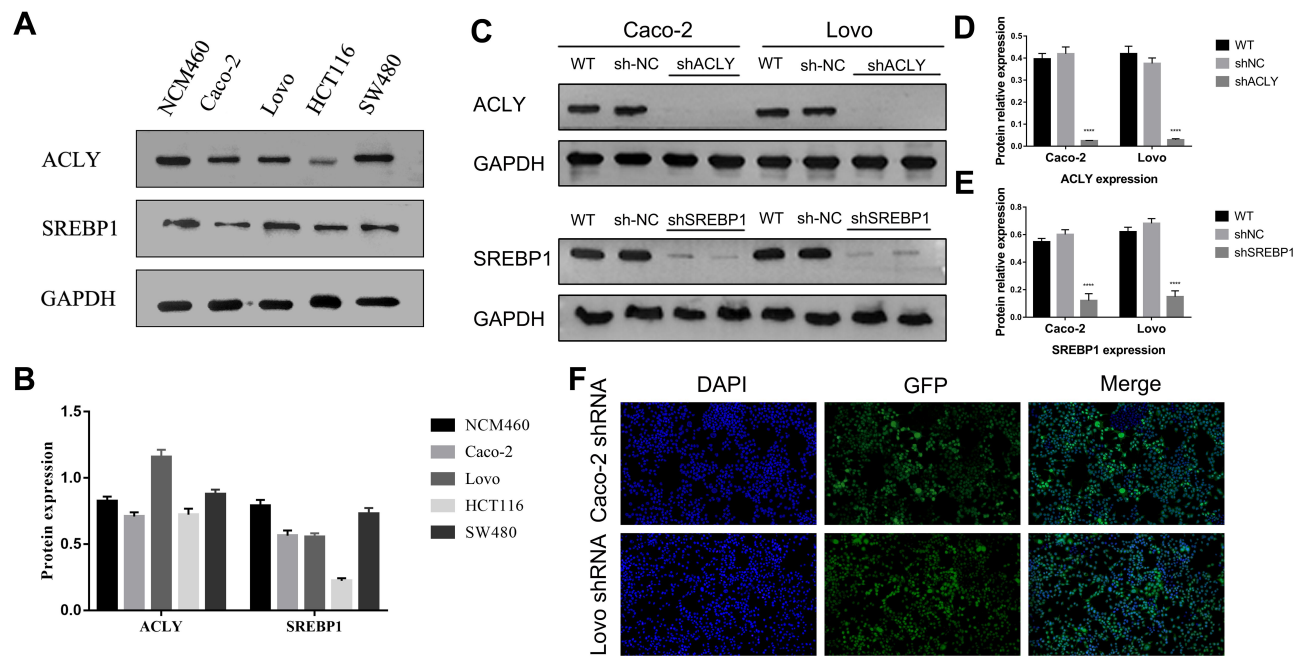 A
NCM460
Caco-2
Lovo
HCT116
SW480
ACLY
SREBP1
GAPDH
B
1.5
1.0
0.5
0.0
Protein expression
ACLY
SREBP1
NCM460
Caco-2
Lovo
HCT116
SW480
C
Caco-2
Lovo
WT
sh-NC
shACLY
WT
sh-NC
shACLY
ACLY
GAPDH
WT
sh-NC
shSREBP1
WT
sh-NC
shSREBP1
SREBP1
GAPDH
D
Protein relative expression
0.5
0.4
0.3
0.2
0.1
0.0
****
****
Caco-2
Lovo
ACLY expression
WT
shNC
shACLY
E
Protein relative expression
0.8
0.6
0.4
0.2
0.0
****
****
Caco-2
Lovo
SREBP1 expression
WT
shNC
shSREBP1
F
DAPI
GFP
Merge
Caco-2 shRNA
Lovo shRNA